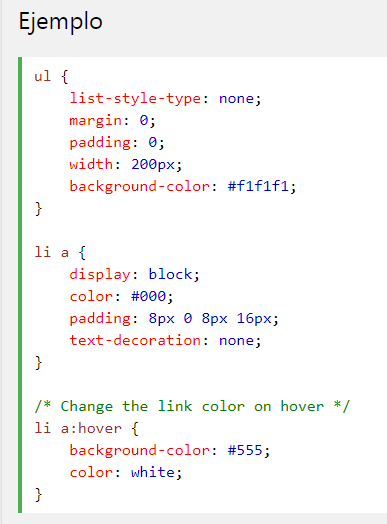 Ejemplo
ul {
    list-style-type: none;
    margin: 0;
    padding: 0;
    width: 200px;
    background-color: #f1f1f1;
}

li a {
    display: block;
    color: #000;
    padding: 8px 0 8px 16px;
    text-decoration: none;
}

/* Change the link color on hover */
li a:hover {
    background-color: #555;
    color: white;
}